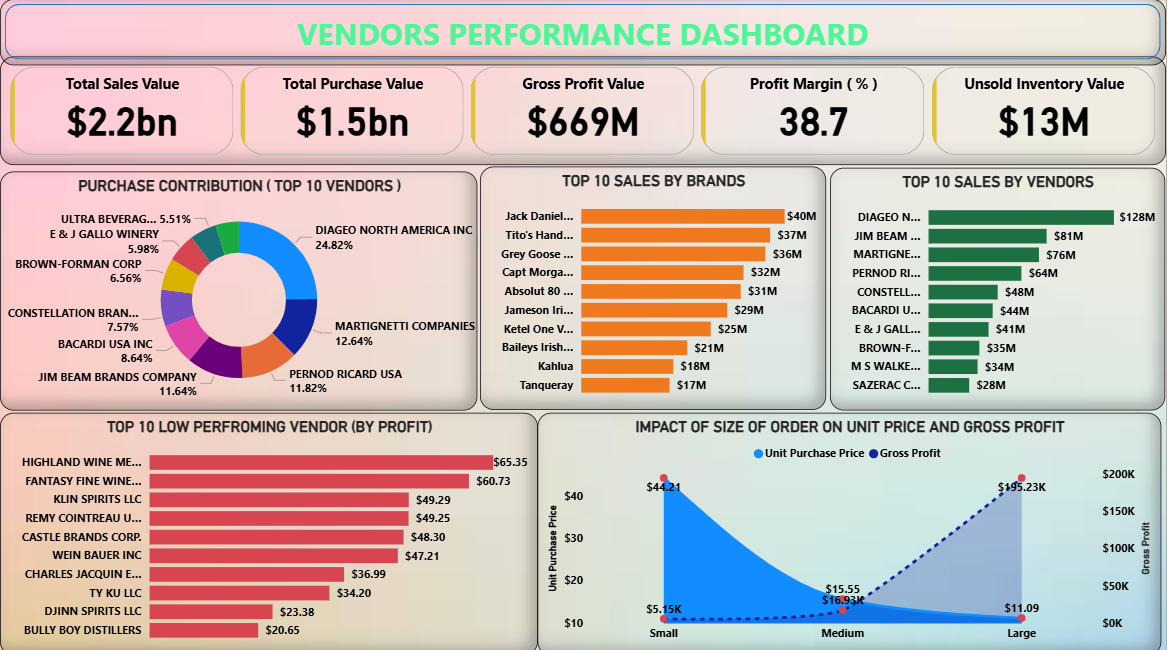 VENDORS PERFORMANCE DASHBOARD
Total Sales Value
$2.2bn
Total Purchase Value
$1.5bn
Gross Profit Value
$669M
Profit Margin ( % )
38.7
Unsold Inventory Value
$13M
PURCHASE CONTRIBUTION ( TOP 10 VENDORS )
ULTRA BEVERAG... 5.51%
E & J GALLO WINERY
5.98%
BROWN-FORMAN CORP
6.56%
CONSTELLATION BRAN...
7.57%
BACARDI USA INC
8.64%
JIM BEAM BRANDS COMPANY
11.64%
DIAGEO NORTH AMERICA INC
24.82%
MARTIGNETTI COMPANIES
12.64%
PERNOD RICARD USA
11.82%
TOP 10 SALES BY BRANDS
Jack Daniel... $40M
Tito's Hand... $37M
Grey Goose ... $36M
Capt Morga... $32M
Absolut 80 ... $31M
Jameson Iri... $29M
Ketel One V... $25M
Baileys Irish... $21M
Kahlua $18M
Tanqueray $17M
TOP 10 SALES BY VENDORS
DIAGEO N... $128M
JIM BEAM ... $81M
MARTIGNE... $76M
PERNOD RI... $64M
CONSTELL... $48M
BACARDI U... $44M
E & J GALL... $41M
BROWN-F... $35M
M S WALKE... $34M
SAZERAC C... $28M
TOP 10 LOW PERFROMING VENDOR (BY PROFIT)
HIGHLAND WINE ME... $65.35
FANTASY FINE WINE... $60.73
KLIN SPIRITS LLC $49.29
REMY COINTREAU U... $49.25
CASTLE BRANDS CORP. $48.30
WEIN BAUER INC $47.21
CHARLES JACQUIN E... $36.99
TY KU LLC $34.20
DJINN SPIRITS LLC $23.38
BULLY BOY DISTILLERS $20.65
IMPACT OF SIZE OF ORDER ON UNIT PRICE AND GROSS PROFIT
Unit Purchase Price Gross Profit
Unit Purchase Price
$40
$30
$20
$10
$44.21
$5.15K
$15.55
$16.93K
$195.23K
$11.09
$200K
$150K
$100K
$50K
$0K
Gross Profit
Small Medium Large